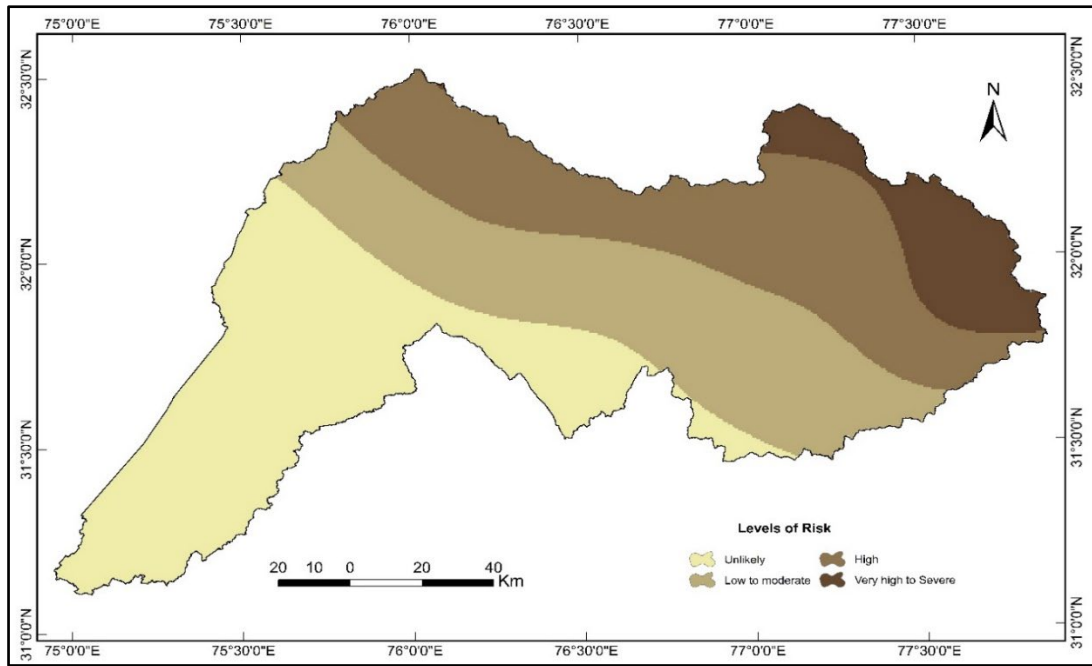 75°0'0"E 75°30'0"E 76°0'0"E 76°30'0"E 77°0'0"E 77°30'0"E
32°30'0"N 32°30'0"N
N
32°0'0"N 32°0'0"N
31°30'0"N 31°30'0"N
Levels of Risk
Unlikely High
Low to moderate Very high to Severe
20 10 0 20 40
Km
31°0'0"N 31°0'0"N
75°0'0"E 75°30'0"E 76°0'0"E 76°30'0"E 77°0'0"E 77°30'0"E